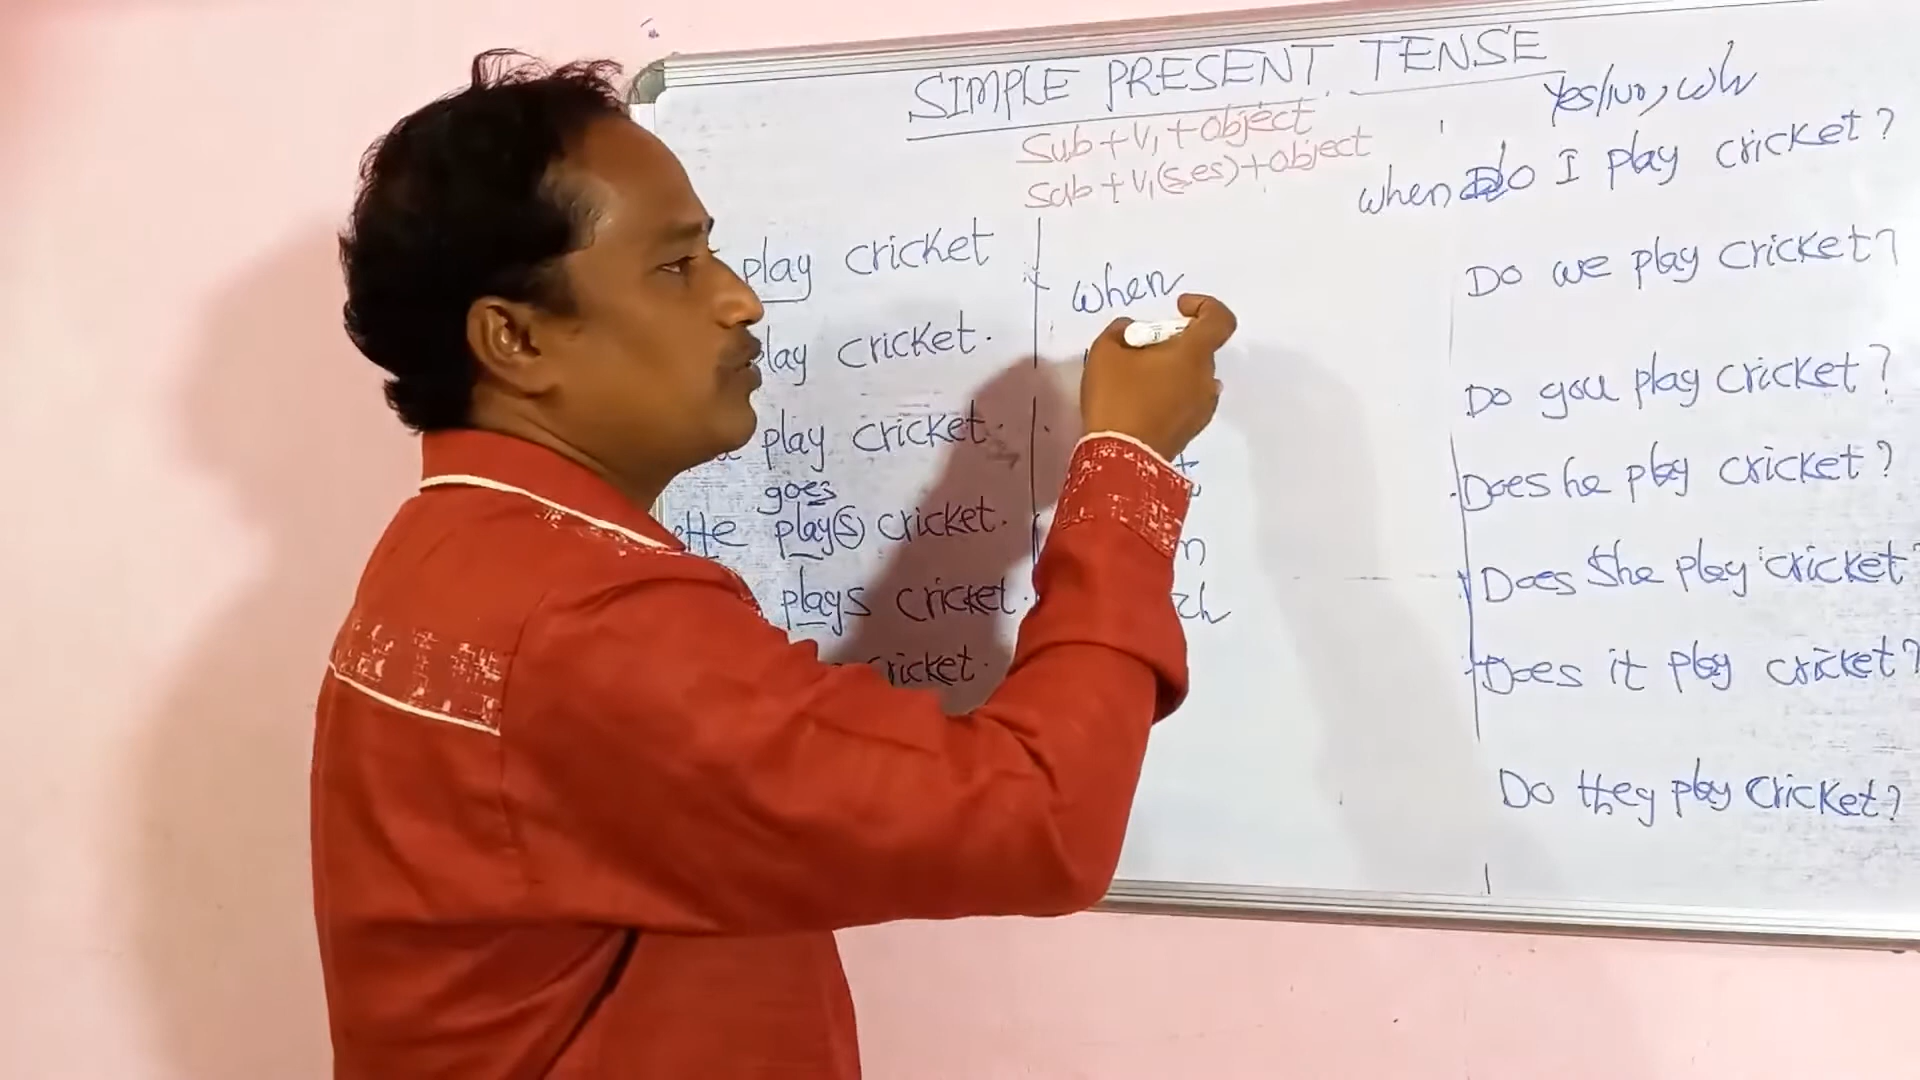 SIMPLE PRESENT TENSE
Yes/No, wh
Sub + V1 + object
Sub + V1(s.es) + object
when do I play cricket?
play cricket
when
Do we play cricket?
play cricket.
Do you play cricket?
play cricket.
goes
He play(s) cricket.
Does he play cricket?
plays cricket.
Does she play cricket?
cricket.
Does it play cricket?
Do they play cricket?